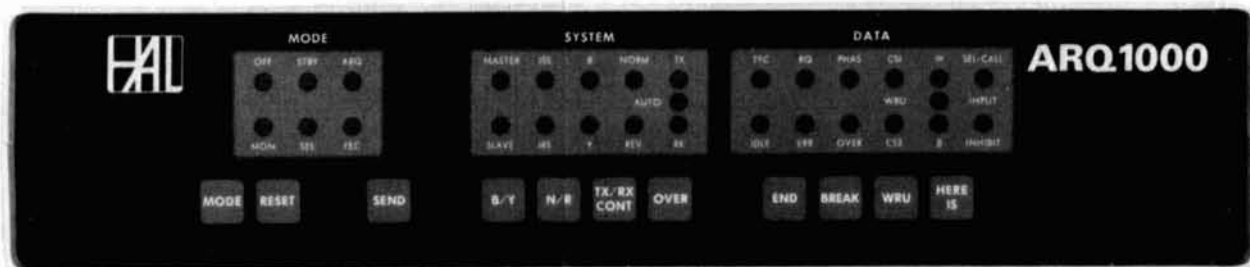 HAL
MODE
OFF STBY ARQ
MON SES FEC
SYSTEM
MASTER ISS B NORM TX
AUTO
SLAVE IRS Y REV RX
DATA
TFC RQ PHAS CS1 W SEL/CALL
WRU INPUT
IDLE ERR OVER CS2 B INHIBIT
ARQ1000
MODE RESET SEND B/Y N/R TX/RX CONT OVER END BREAK WRU HERE IS